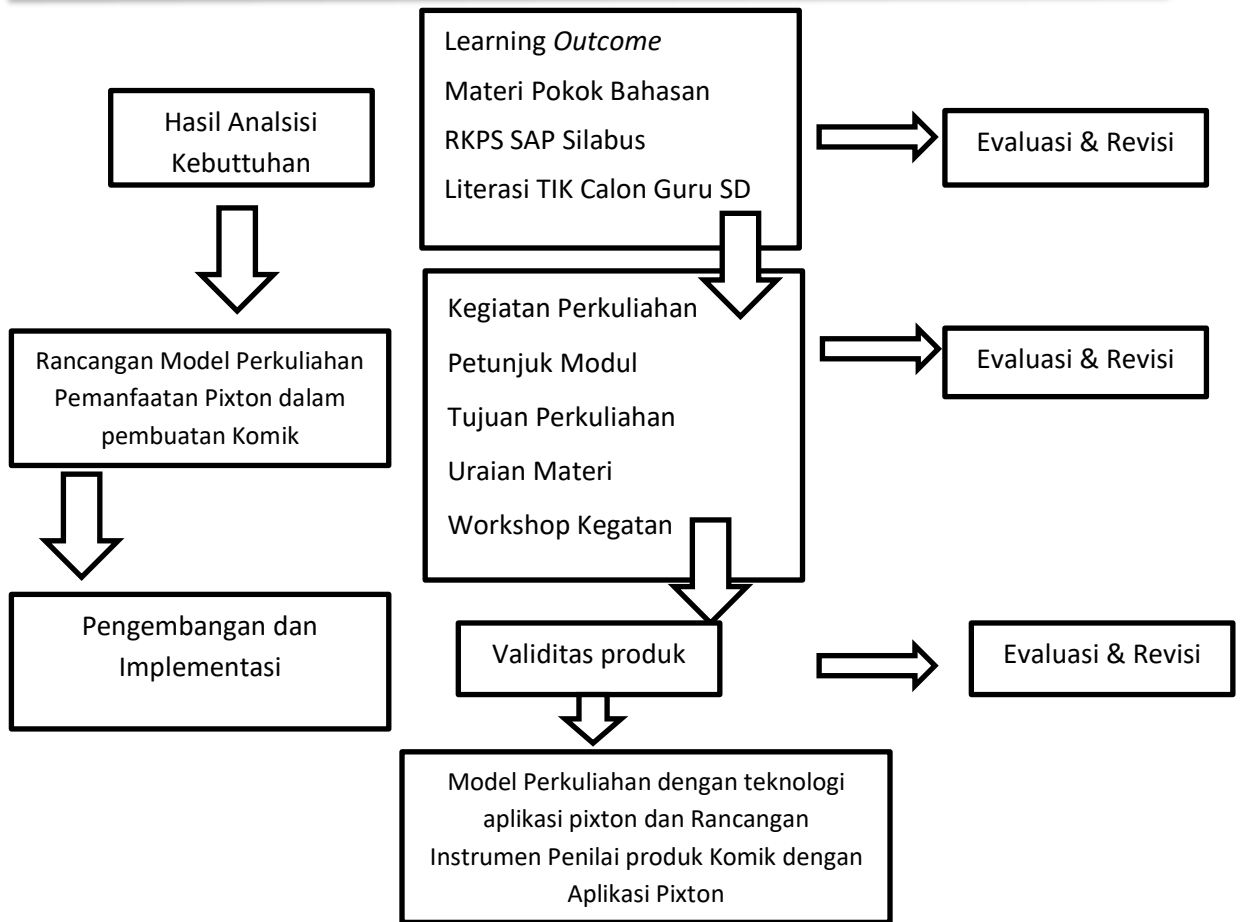 Hasil Analsisi
Kebuttuhan
Learning Outcome
Materi Pokok Bahasan
RKPS SAP Silabus
Literasi TIK Calon Guru SD
Evaluasi & Revisi
Rancangan Model Perkuliahan
Pemanfaatan Pixton dalam
pembuatan Komik
Kegiatan Perkuliahan
Petunjuk Modul
Tujuan Perkuliahan
Uraian Materi
Workshop Kegatan
Evaluasi & Revisi
Pengembangan dan
Implementasi
Validitas produk
Evaluasi & Revisi
Model Perkuliahan dengan teknologi
aplikasi pixton dan Rancangan
Instrumen Penilai produk Komik dengan
Aplikasi Pixton